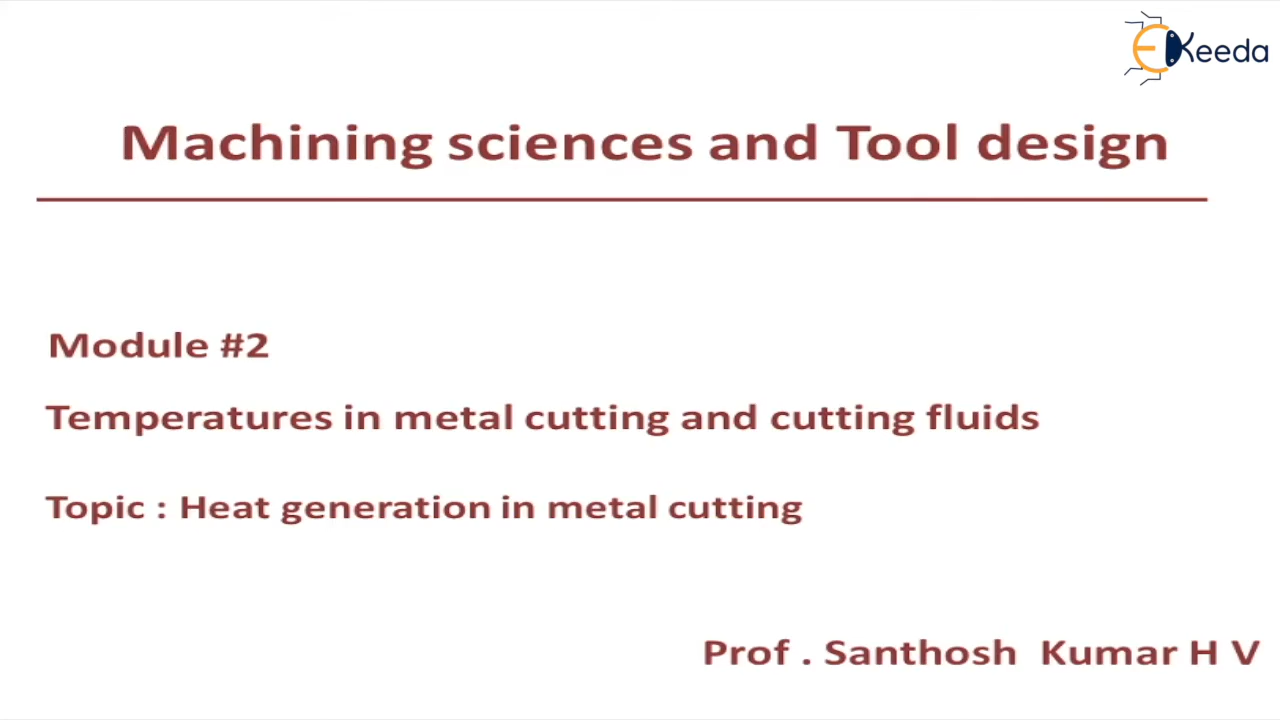 EKeeda
Machining sciences and Tool design
Module #2
Temperatures in metal cutting and cutting fluids
Topic : Heat generation in metal cutting
Prof . Santhosh Kumar H V